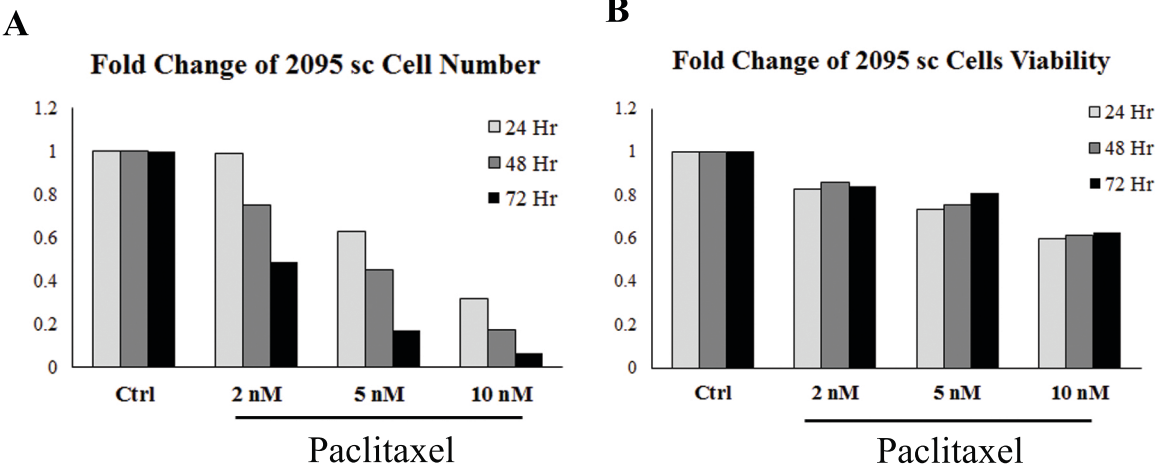 A
Fold Change of 2095 sc Cell Number
1.2
1
0.8
0.6
0.4
0.2
0
24 Hr
48 Hr
72 Hr
Ctrl 2 nM 5 nM 10 nM
Paclitaxel
B
Fold Change of 2095 sc Cells Viability
1.2
1
0.8
0.6
0.4
0.2
0
24 Hr
48 Hr
72 Hr
Ctrl 2 nM 5 nM 10 nM
Paclitaxel